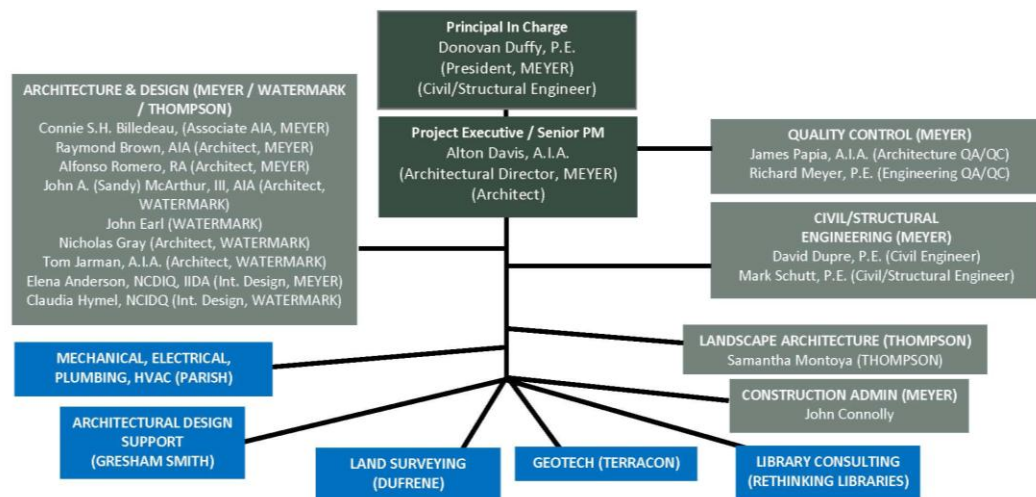 Principal In Charge
Donovan Duffy, P.E.
(President, MEYER)
(Civil/Structural Engineer)
ARCHITECTURE & DESIGN (MEYER / WATERMARK
/ THOMPSON)
Connie S.H. Billedeau, (Associate AIA, MEYER)
Raymond Brown, AIA (Architect, MEYER)
Alfonso Romero, RA (Architect, MEYER)
John A. (Sandy) McArthur, III, AIA (Architect,
WATERMARK)
John Earl (WATERMARK)
Nicholas Gray (Architect, WATERMARK)
Tom Jarman, A.I.A. (Architect, WATERMARK)
Elena Anderson, NCDIQ, IIDA (Int. Design, MEYER)
Claudia Hymel, NCIDQ (Int. Design, WATERMARK)
Project Executive / Senior PM
Alton Davis, A.I.A.
(Architectural Director, MEYER)
(Architect)
QUALITY CONTROL (MEYER)
James Papia, A.I.A. (Architecture QA/QC)
Richard Meyer, P.E. (Engineering QA/QC)
CIVIL/STRUCTURAL
ENGINEERING (MEYER)
David Dupre, P.E. (Civil Engineer)
Mark Schutt, P.E. (Civil/Structural Engineer)
LANDSCAPE ARCHITECTURE (THOMPSON)
Samantha Montoya (THOMPSON)
MECHANICAL, ELECTRICAL,
PLUMBING, HVAC (PARISH)
CONSTRUCTION ADMIN (MEYER)
John Connolly
ARCHITECTURAL DESIGN
SUPPORT
(GRESHAM SMITH)
LAND SURVEYING
(DUFRENE)
GEOTECH (TERRACON)
LIBRARY CONSULTING
(RETHINKING LIBRARIES)